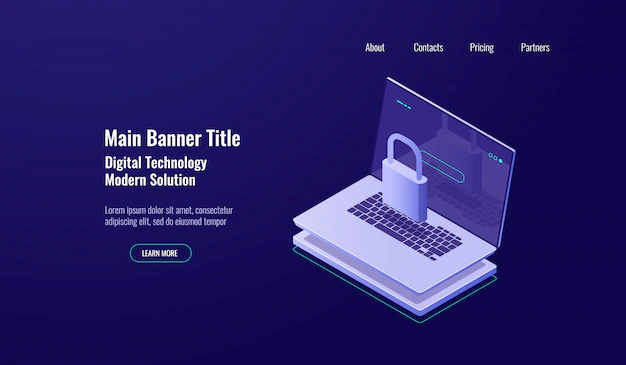 About Contacts Pricing Partners
Main Banner Title
Digital Technology
Modern Solution
Lorem ipsum dolor sit amet, consectetur
adipiscing elit, sed do eiusmod tempor
LEARN MORE